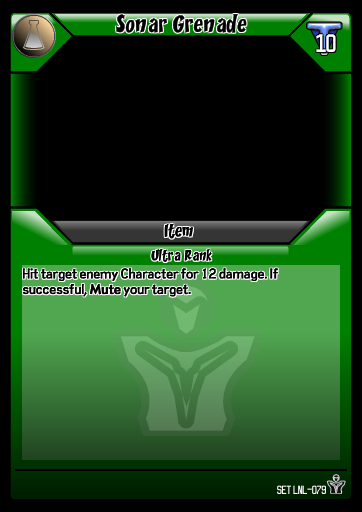 Sonar Grenade
10
Item
Ultra Rank
Hit target enemy Character for 12 damage. If
successful, Mute your target.
SET LNL-079